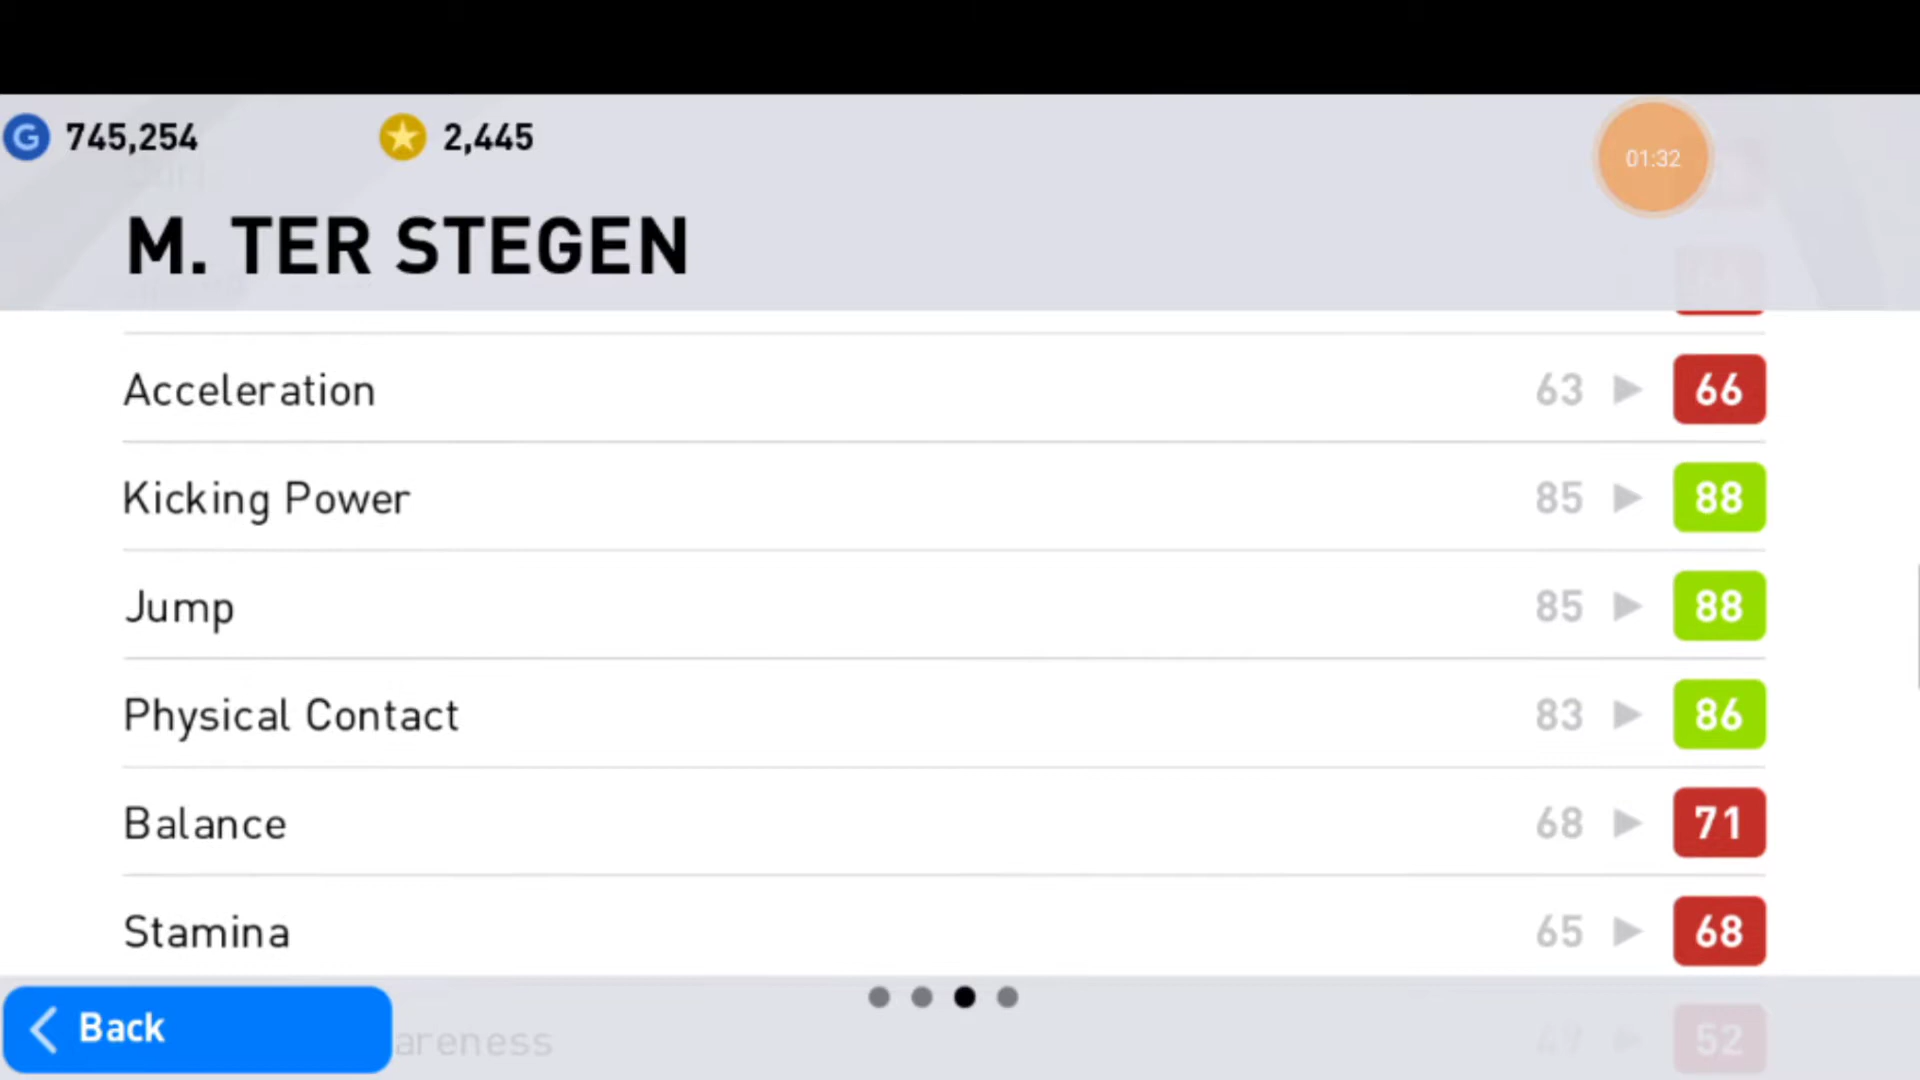 G 745,254 2,445
01:32
M. TER STEGEN
Acceleration 63 66
Kicking Power 85 88
Jump 85 88
Physical Contact 83 86
Balance 68 71
Stamina 65 68
Back
areness 49 52